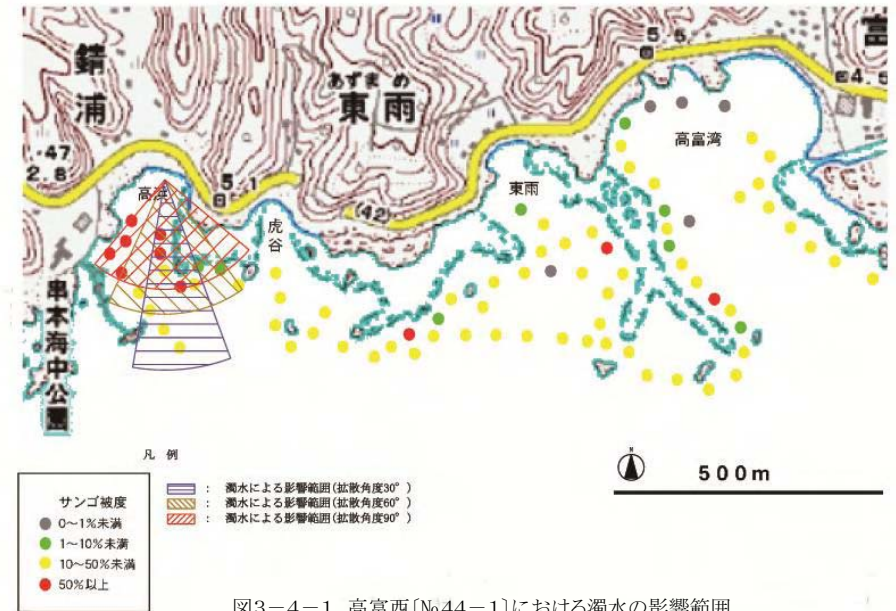 錆浦
・47
2.8
あずまめ
東雨
5.5
4.5
富
高富湾
高浜
5.1
(42)
虎谷
東雨
串本海中公園
凡 例
サンゴ被度
0～1%未満
1～10%未満
10～50%未満
50%以上
： 濁水による影響範囲(拡散角度30°)
： 濁水による影響範囲(拡散角度60°)
： 濁水による影響範囲(拡散角度90°)
N
500m
図3－4－1 高富西〔№44－1〕における濁水の影響範囲